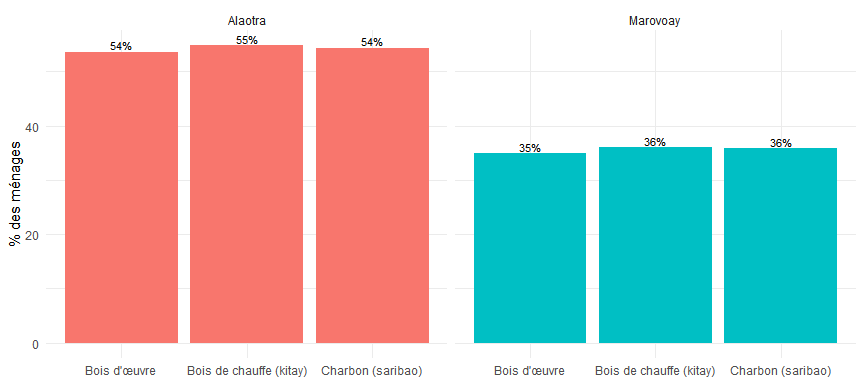 Alaotra
Marovoay
54%
55%
54%
35%
36%
36%
% des ménages
40
20
0
Bois d'œuvre
Bois de chauffe (kitay)
Charbon (saribao)
Bois d'œuvre
Bois de chauffe (kitay)
Charbon (saribao)